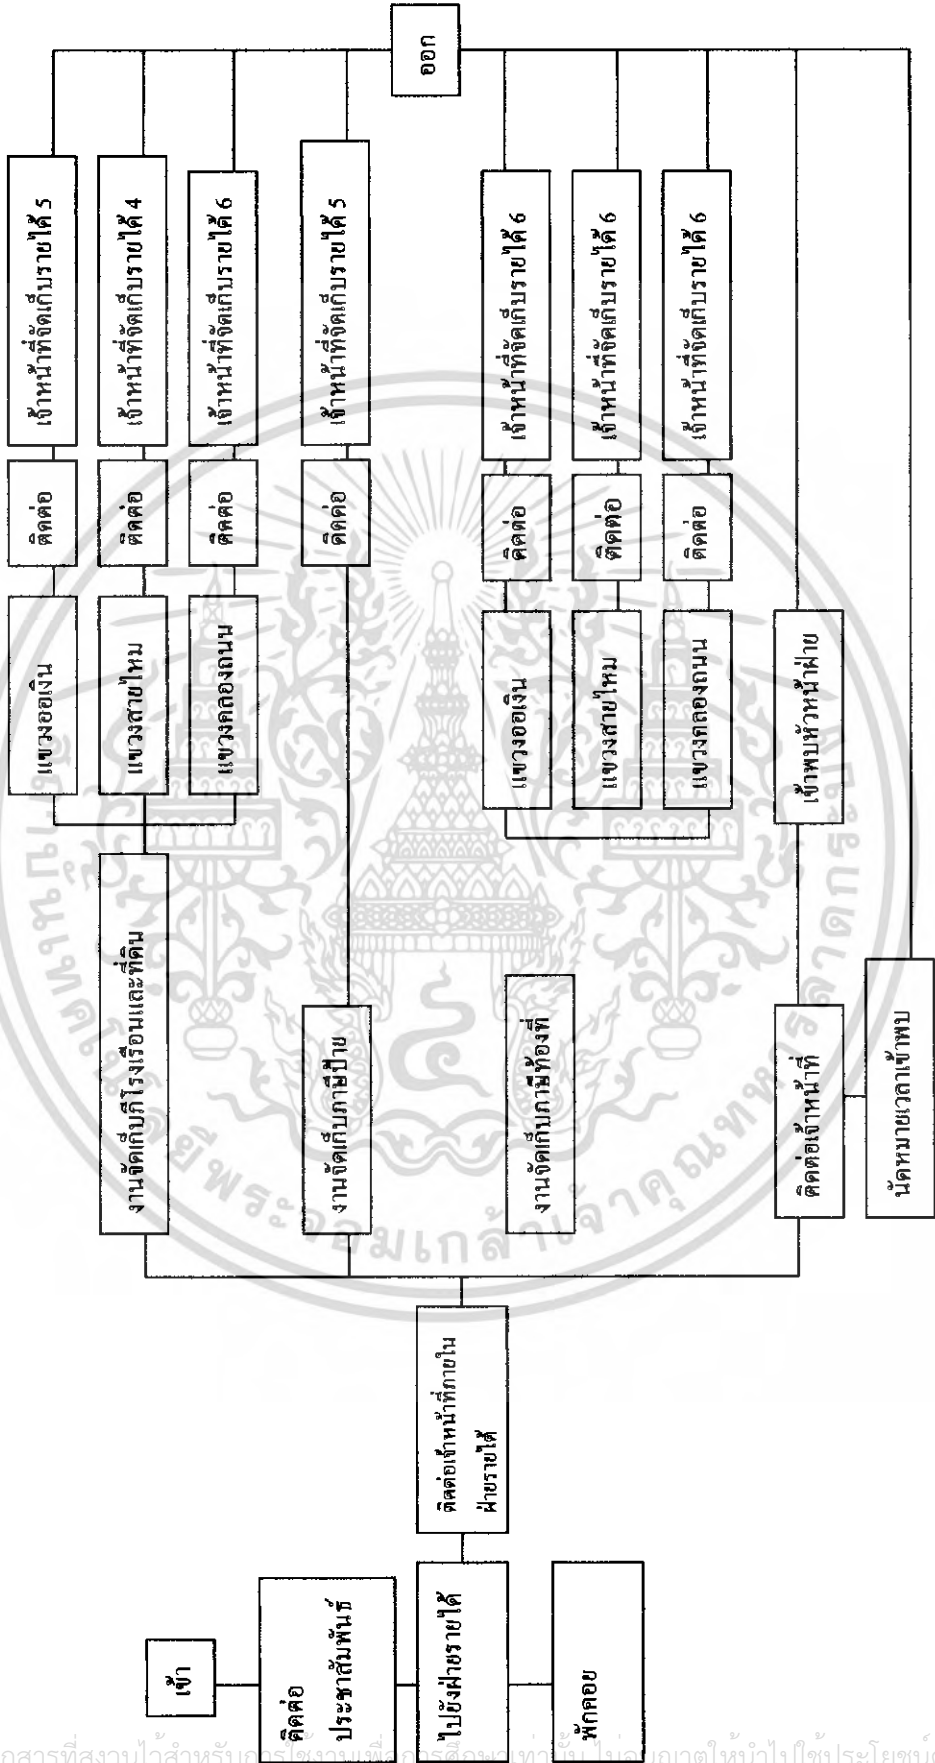 เข้า
ติดต่อ
ประชาสัมพันธ์
ไปยังฝ่ายรายได้
พักคอย
ติดต่อเจ้าหน้าที่ภายใน
ฝ่ายรายได้
งานจัดเก็บภีโรงเรือนและที่ดิน
แขวงออเงิน
ติดต่อ
เจ้าหน้าที่จัดเก็บรายได้ 5
แขวงสายไหม
ติดต่อ
เจ้าหน้าที่จัดเก็บรายได้ 4
แขวงคลองถนน
ติดต่อ
เจ้าหน้าที่จัดเก็บรายได้ 6
งานจัดเก็บภาษีป้าย
ติดต่อ
เจ้าหน้าที่จัดเก็บรายได้ 5
งานจัดเก็บภาษีท้องที่
แขวงออเงิน
ติดต่อ
เจ้าหน้าที่จัดเก็บรายได้ 6
แขวงสายไหม
ติดต่อ
เจ้าหน้าที่จัดเก็บรายได้ 6
แขวงคลองถนน
ติดต่อ
เจ้าหน้าที่จัดเก็บรายได้ 6
ติดต่อเจ้าหน้าที่
เข้าพบหัวหน้าฝ่าย
นัดหมายเวลาเข้าพบ
ออก
พระจอมเกล้าเจ้าคุณทหาร